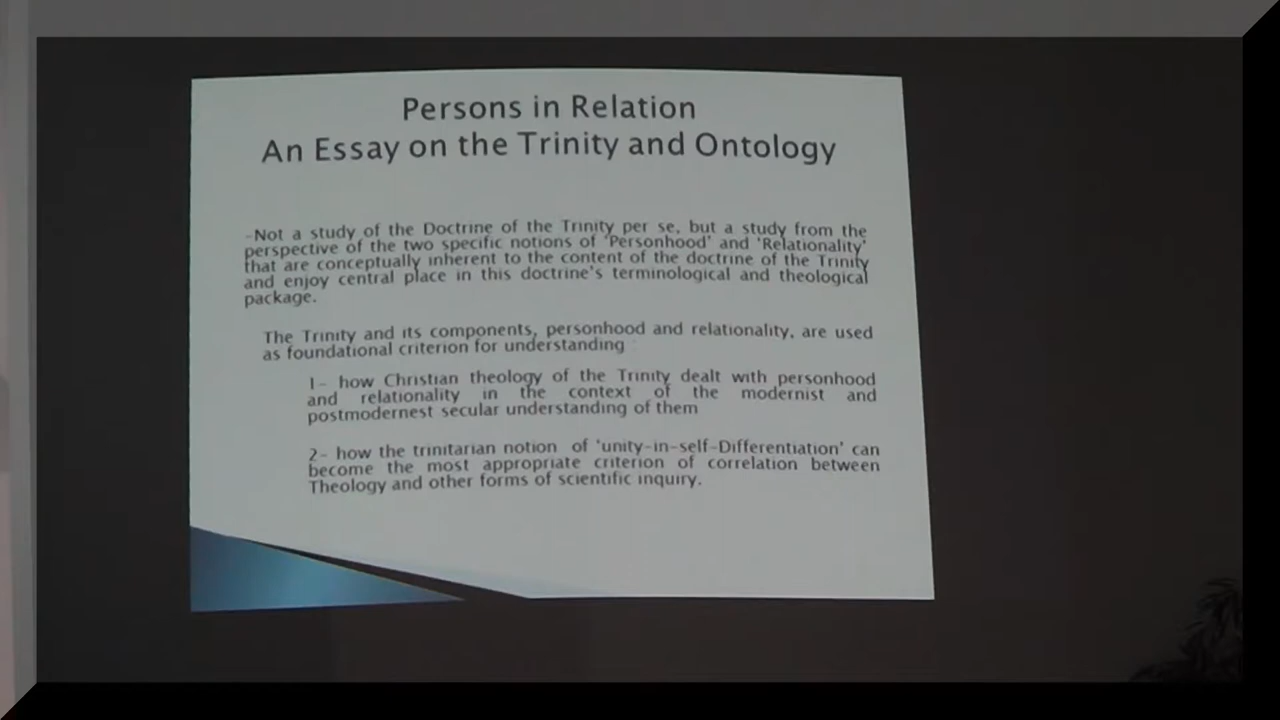 Persons in Relation
An Essay on the Trinity and Ontology
-Not a study of the Doctrine of the Trinity per se, but a study from the
perspective of the two specific notions of 'Personhood' and 'Relationality'
that are conceptually inherent to the content of the doctrine of the Trinity
and enjoy central place in this doctrine's terminological and theological
package.
The Trinity and its components, personhood and relationality, are used
as foundational criterion for understanding
1- how Christian theology of the Trinity dealt with personhood
and relationality in the context of the modernist and
postmodernest secular understanding of them
2- how the trinitarian notion of 'unity-in-self-Differentiation' can
become the most appropriate criterion of correlation between
Theology and other forms of scientific inquiry.